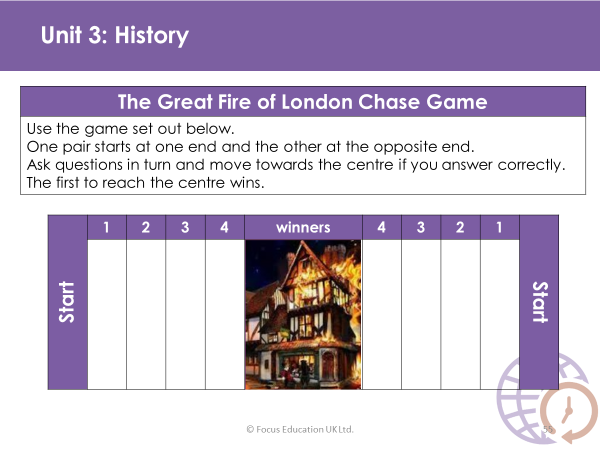 Unit 3: History
The Great Fire of London Chase Game
Use the game set out below.
One pair starts at one end and the other at the opposite end.
Ask questions in turn and move towards the centre if you answer correctly.
The first to reach the centre wins.
1 2 3 4 winners 4 3 2 1
Start
Start
© Focus Education UK Ltd.
55